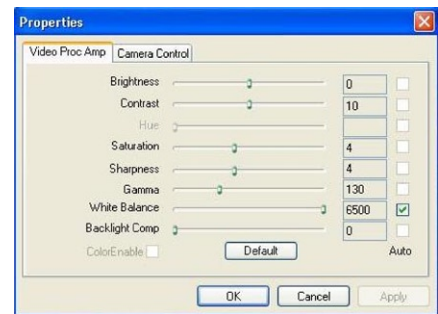 Properties
Video Proc Amp Camera Control
Brightness 0
Contrast 10
Hue
Saturation 4
Sharpness 4
Gamma 130
White Balance 6500
Backlight Comp 0
ColorEnable Default Auto
OK Cancel Apply